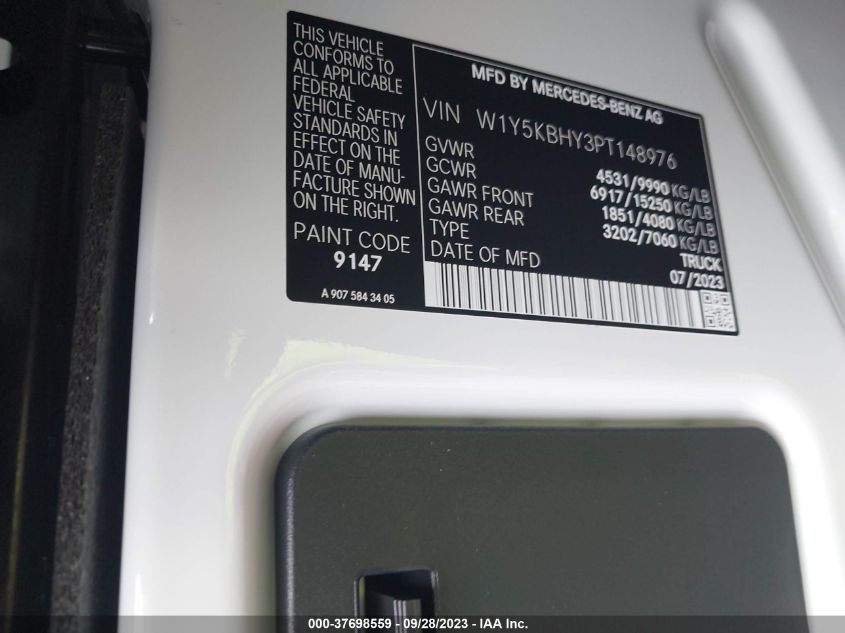 THIS VEHICLE
CONFORMS TO
ALL APPLICABLE
FEDERAL
VEHICLE SAFETY
STANDARDS IN
EFFECT ON THE
DATE OF MANU-
FACTURE SHOWN
ON THE RIGHT.
PAINT CODE
9147
A 907 584 34 05
MFD BY MERCEDES-BENZ AG
VIN W1Y5KBHY3PT148976
GVWR 4531/9990 KG/LB
GCWR 6917/15250 KG/LB
GAWR FRONT 1851/4080 KG/LB
GAWR REAR 3202/7060 KG/LB
TYPE TRUCK
DATE OF MFD 07/2023
000-37698559 - 09/28/2023 - IAA Inc.